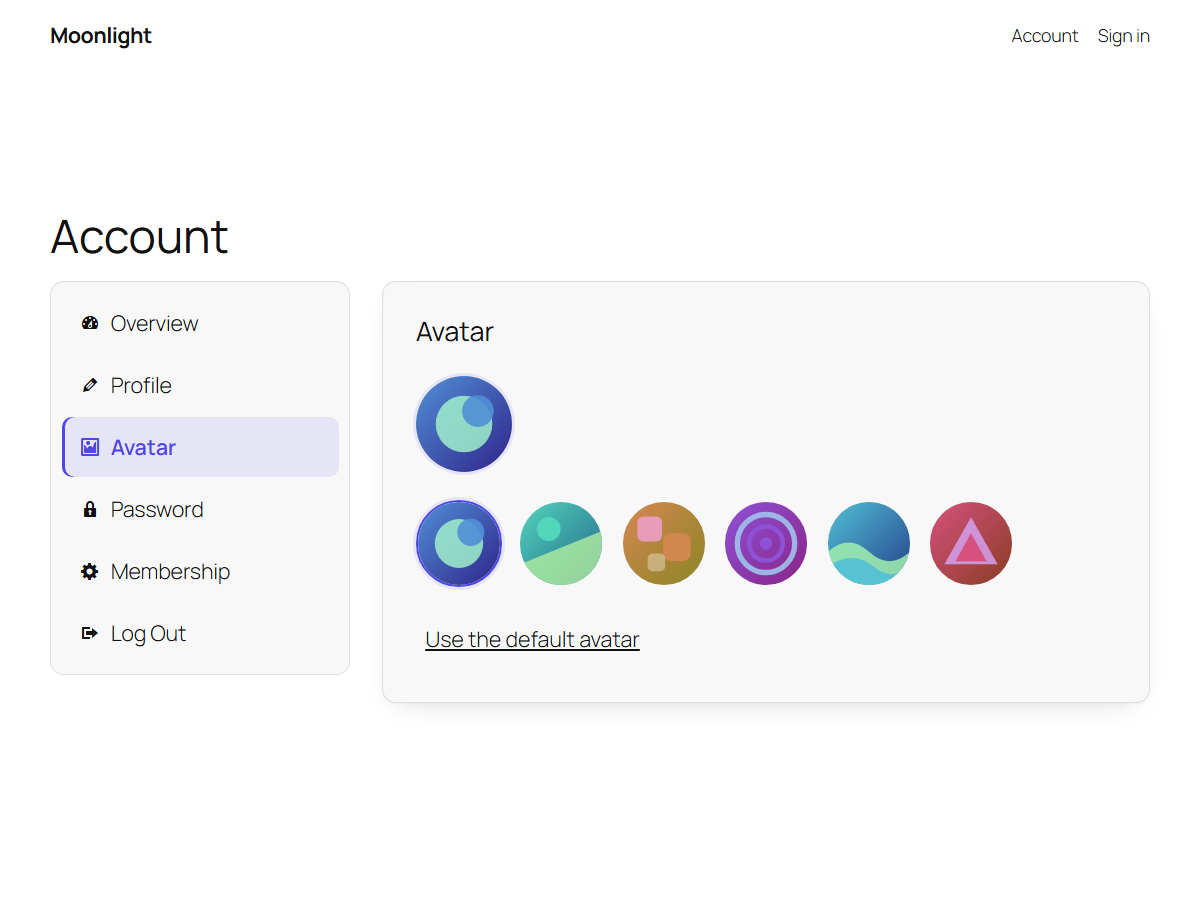 Moonlight
Account
Sign in
Account
Overview
Profile
Avatar
Password
Membership
Log Out
Avatar
Use the default avatar